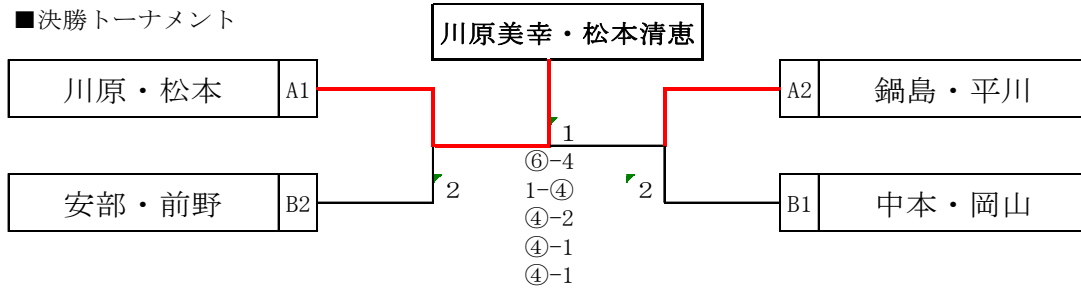 ■決勝トーナメント
川原美幸・松本清恵
川原・松本 A1
A2 鍋島・平川
1
⑥-4
1-④
④-2
④-1
④-1
2
2
安部・前野 B2
B1 中本・岡山